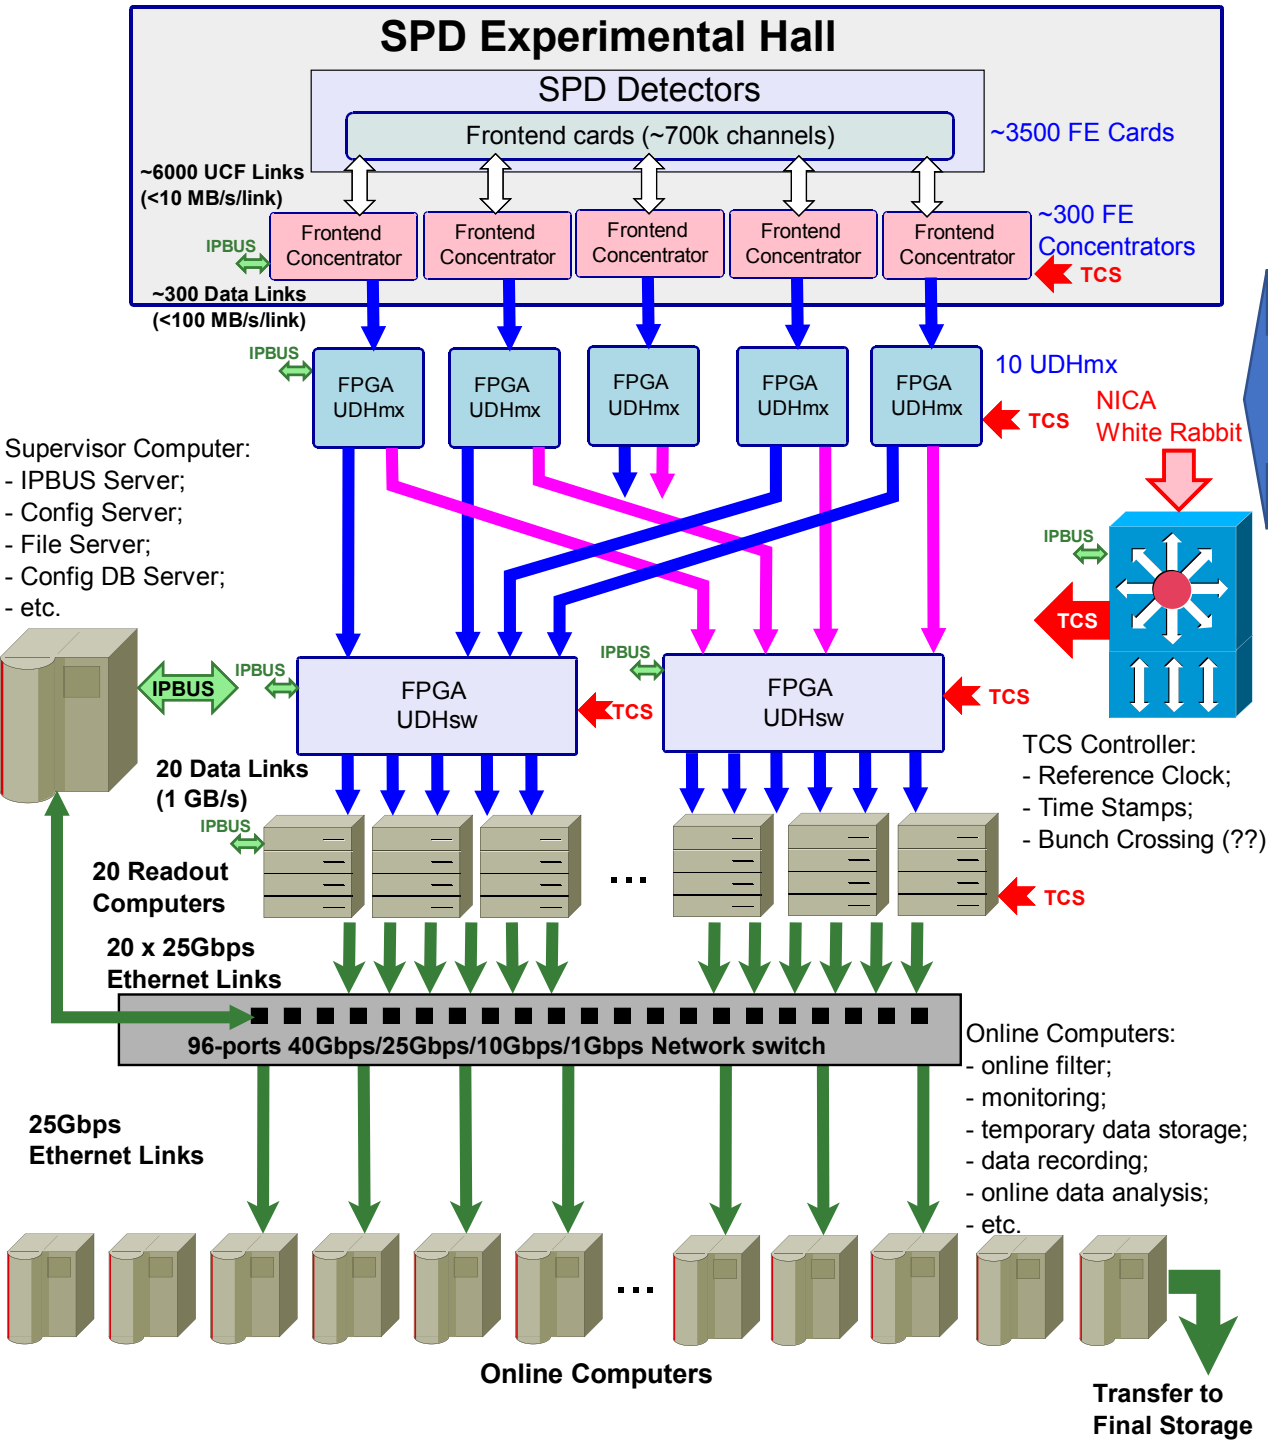 SPD Experimental Hall
SPD Detectors
Frontend cards (~700k channels)
~3500 FE Cards
~6000 UCF Links
(<10 MB/s/link)
Frontend
Concentrator
Frontend
Concentrator
Frontend
Concentrator
Frontend
Concentrator
Frontend
Concentrator
~300 FE
Concentrators
IPBUS
TCS
~300 Data Links
(<100 MB/s/link)
IPBUS
FPGA
UDHmx
FPGA
UDHmx
FPGA
UDHmx
FPGA
UDHmx
FPGA
UDHmx
10 UDHmx
TCS
NICA
White Rabbit
Supervisor Computer:
- IPBUS Server;
- Config Server;
- File Server;
- Config DB Server;
- etc.
IPBUS
TCS
IPBUS
IPBUS
FPGA
UDHsw
TCS
IPBUS
FPGA
UDHsw
TCS
TCS Controller:
- Reference Clock;
- Time Stamps;
- Bunch Crossing (??)
20 Data Links
(1 GB/s)
IPBUS
20 Readout
Computers
...
TCS
20 x 25Gbps
Ethernet Links
96-ports 40Gbps/25Gbps/10Gbps/1Gbps Network switch
Online Computers:
- online filter;
- monitoring;
- temporary data storage;
- data recording;
- online data analysis;
- etc.
25Gbps
Ethernet Links
...
Online Computers
Transfer to
Final Storage